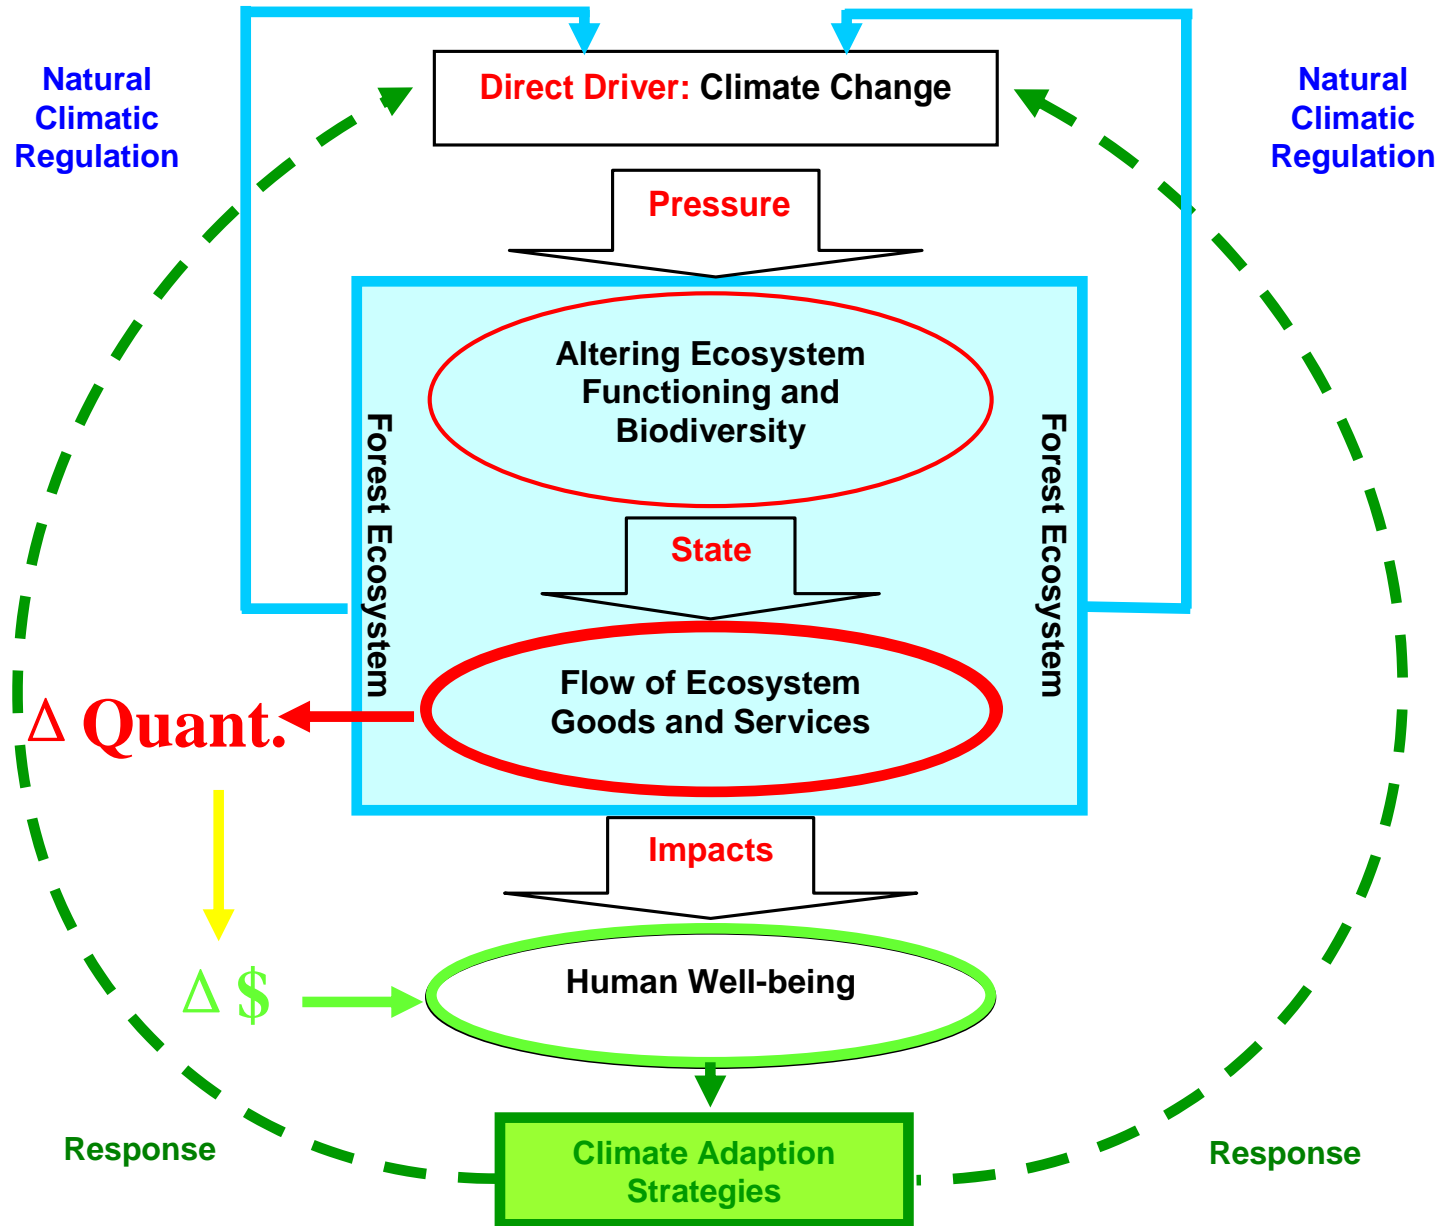 Direct Driver: Climate Change
Natural
Climatic
Regulation
Natural
Climatic
Regulation
Pressure
Altering Ecosystem
Functioning and
Biodiversity
Forest Ecosystem
Forest Ecosystem
State
Flow of Ecosystem
Goods and Services
Δ Quant.
Impacts
Δ $
Human Well-being
Response
Climate Adaption
Strategies
Response